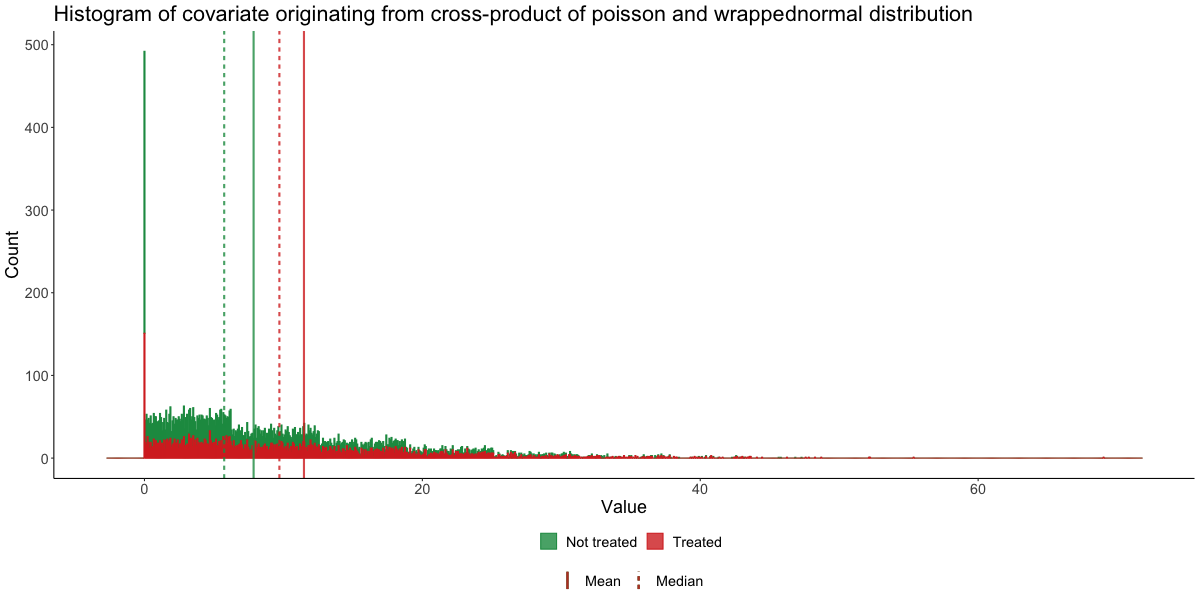 Histogram of covariate originating from cross-product of poisson and wrappednormal distribution
500
400
300
200
100
0
Count
0 20 40 60
Value
Not treated Treated
Mean Median